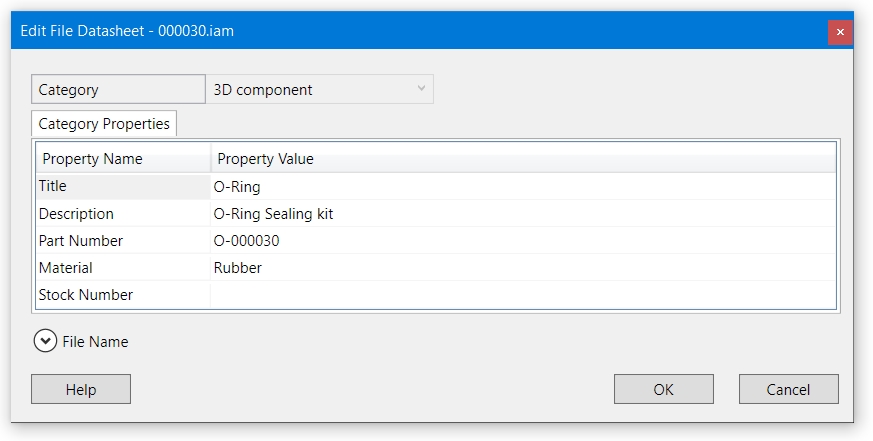 Edit File Datasheet - 000030.iam
Category 3D component
Category Properties
Property Name Property Value
Title O-Ring
Description O-Ring Sealing kit
Part Number O-000030
Material Rubber
Stock Number
File Name
Help OK Cancel